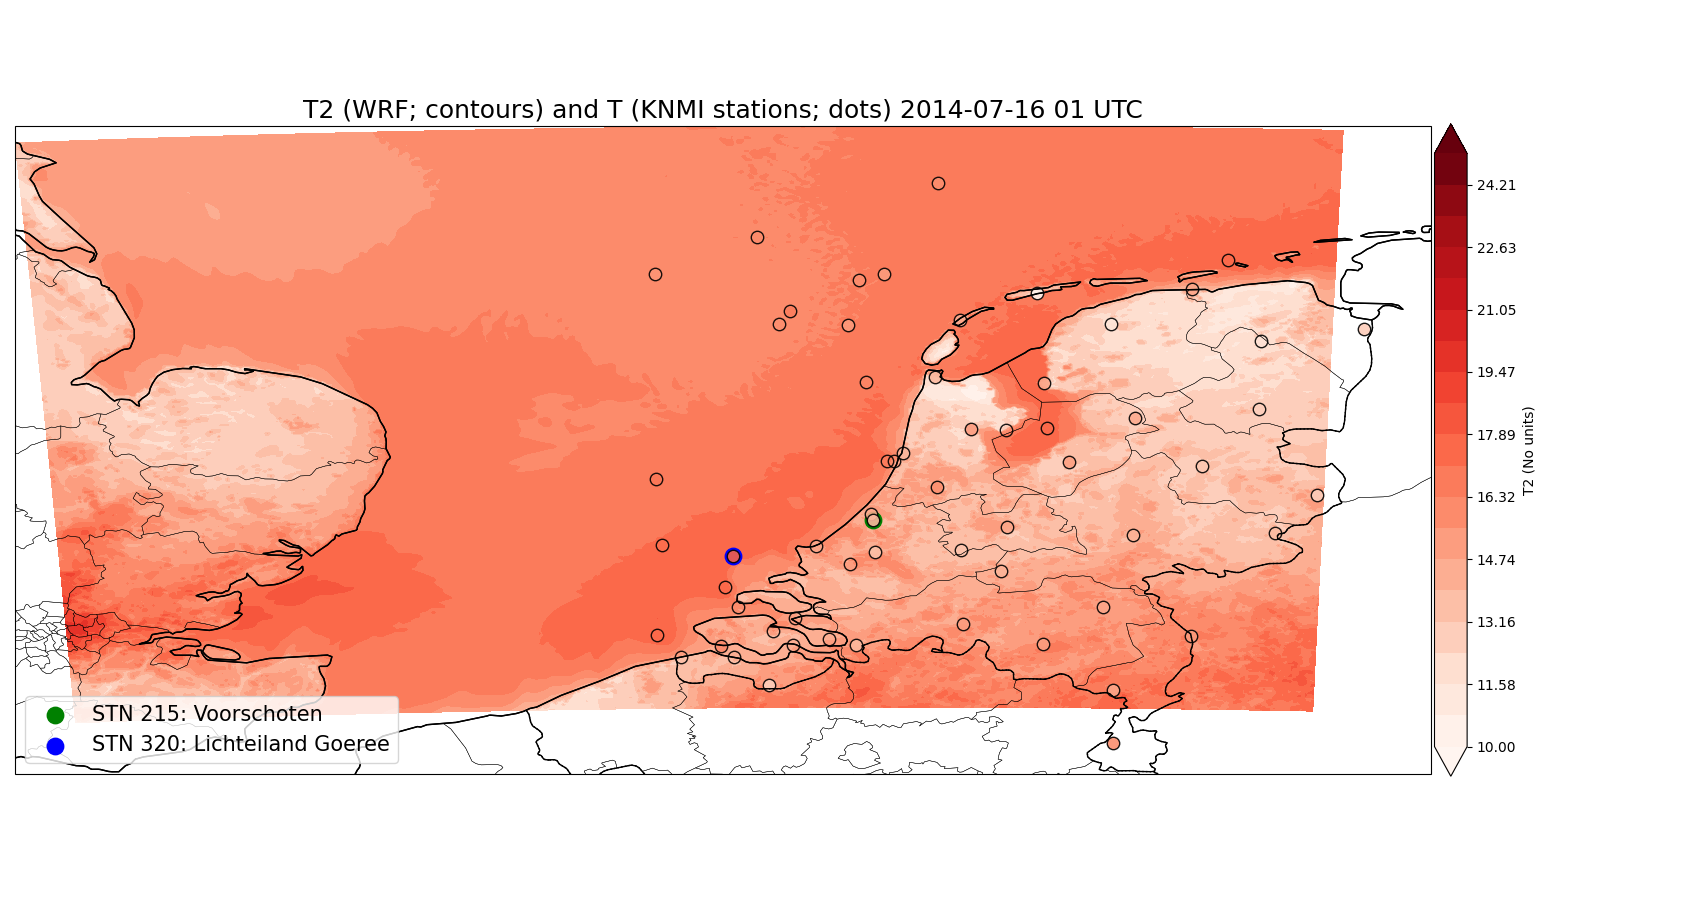 T2 (WRF; contours) and T (KNMI stations; dots) 2014-07-16 01 UTC
24.21
22.63
21.05
19.47
17.89
16.32
14.74
13.16
11.58
10.00
T2 (No units)
STN 215: Voorschoten
STN 320: Lichteiland Goeree